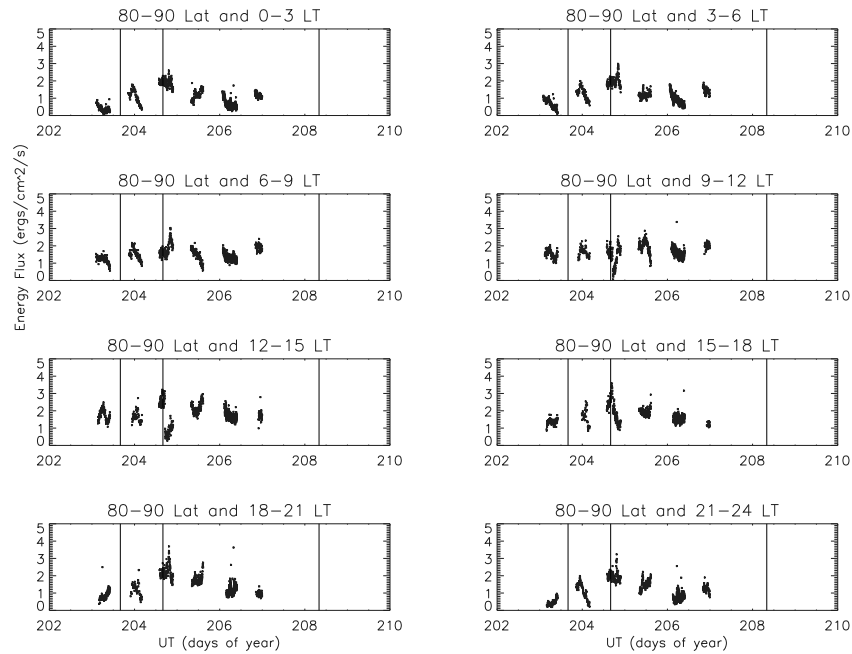 80-90 Lat and 0-3 LT
5
4
3
2
1
0
202 204 206 208 210
80-90 Lat and 3-6 LT
5
4
3
2
1
0
202 204 206 208 210
Energy Flux (ergs/cm^2/s)
80-90 Lat and 6-9 LT
5
4
3
2
1
0
202 204 206 208 210
80-90 Lat and 9-12 LT
5
4
3
2
1
0
202 204 206 208 210
80-90 Lat and 12-15 LT
5
4
3
2
1
0
202 204 206 208 210
80-90 Lat and 15-18 LT
5
4
3
2
1
0
202 204 206 208 210
80-90 Lat and 18-21 LT
5
4
3
2
1
0
202 204 206 208 210
UT (days of year)
80-90 Lat and 21-24 LT
5
4
3
2
1
0
202 204 206 208 210
UT (days of year)